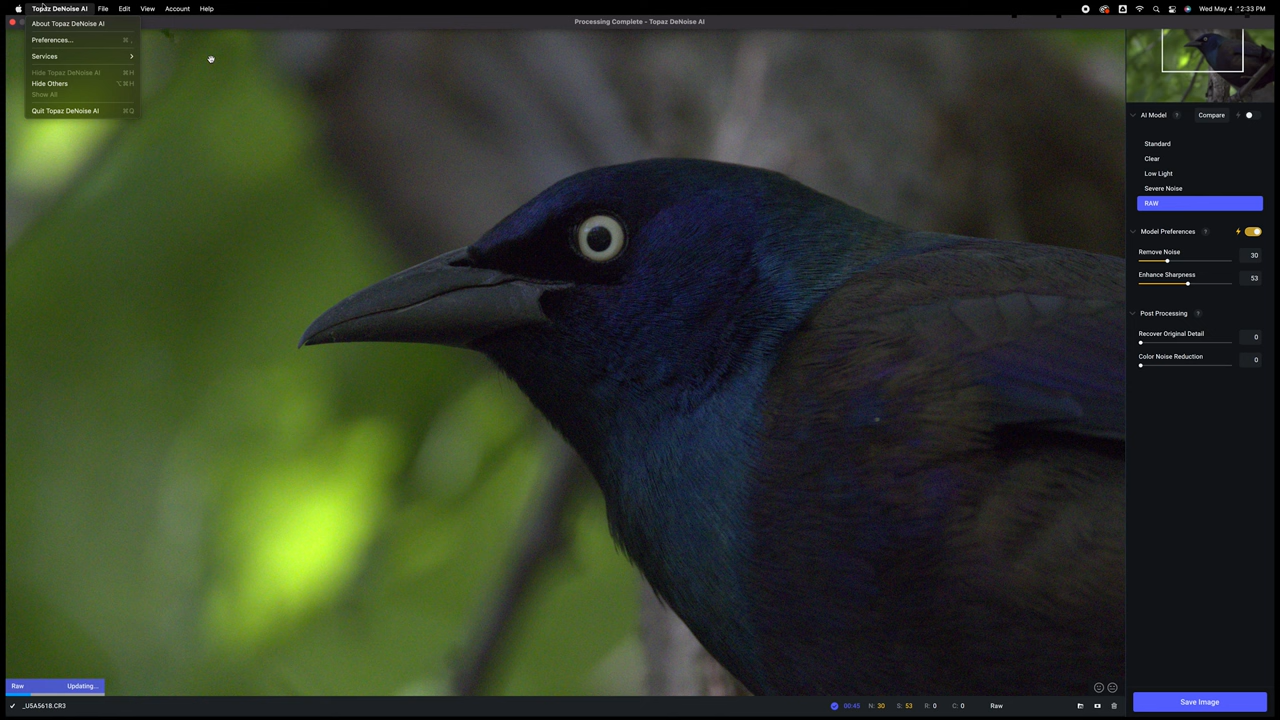 Topaz DeNoise AI File Edit View Account Help Wed May 4 2:33 PM
Processing Complete - Topaz DeNoise AI
About Topaz DeNoise AI
Preferences... ⌘ ,
Services
Hide Topaz DeNoise AI ⌘H
Hide Others ⌥⌘H
Show All
Quit Topaz DeNoise AI ⌘Q
AI Model ? Compare
Standard
Clear
Low Light
Severe Noise
RAW
Model Preferences ?
Remove Noise 30
Enhance Sharpness 53
Post Processing ?
Recover Original Detail 0
Color Noise Reduction 0
Raw Updating...
_U5A5618.CR3 00:45 N: 30 S: 53 R: 0 C: 0 Raw
Save Image